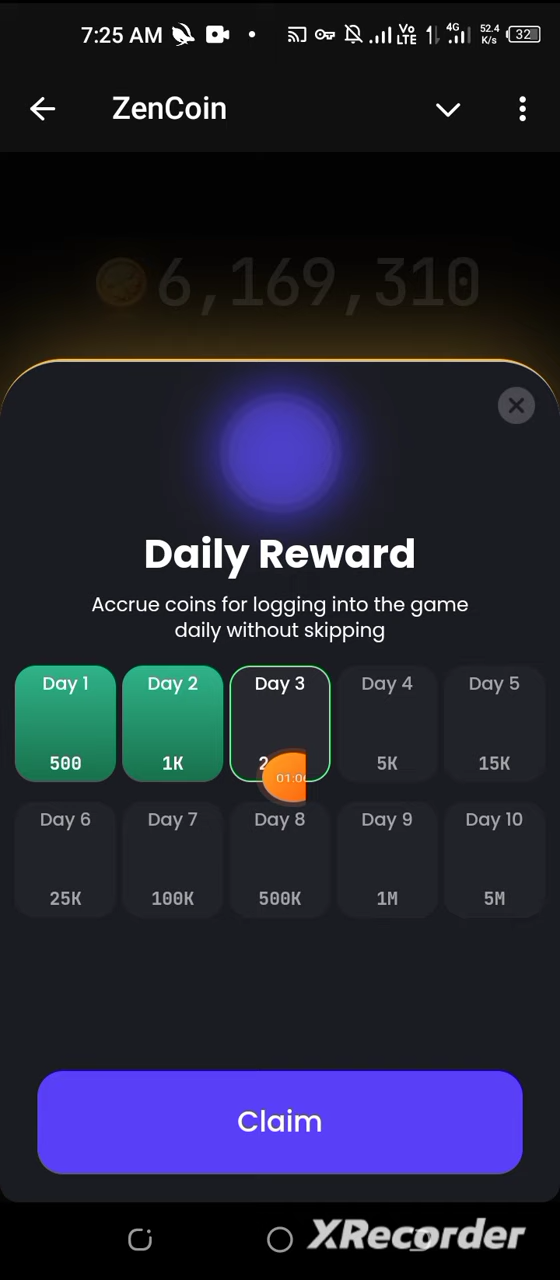 7:25 AM Vo LTE 4G 52.4 K/s 32
ZenCoin
6,169,310
Daily Reward
Accrue coins for logging into the game
daily without skipping
Day 1 Day 2 Day 3 Day 4 Day 5
500 1K 5K 15K
01:0
Day 6 Day 7 Day 8 Day 9 Day 10
25K 100K 500K 1M 5M
Claim
XRecorder